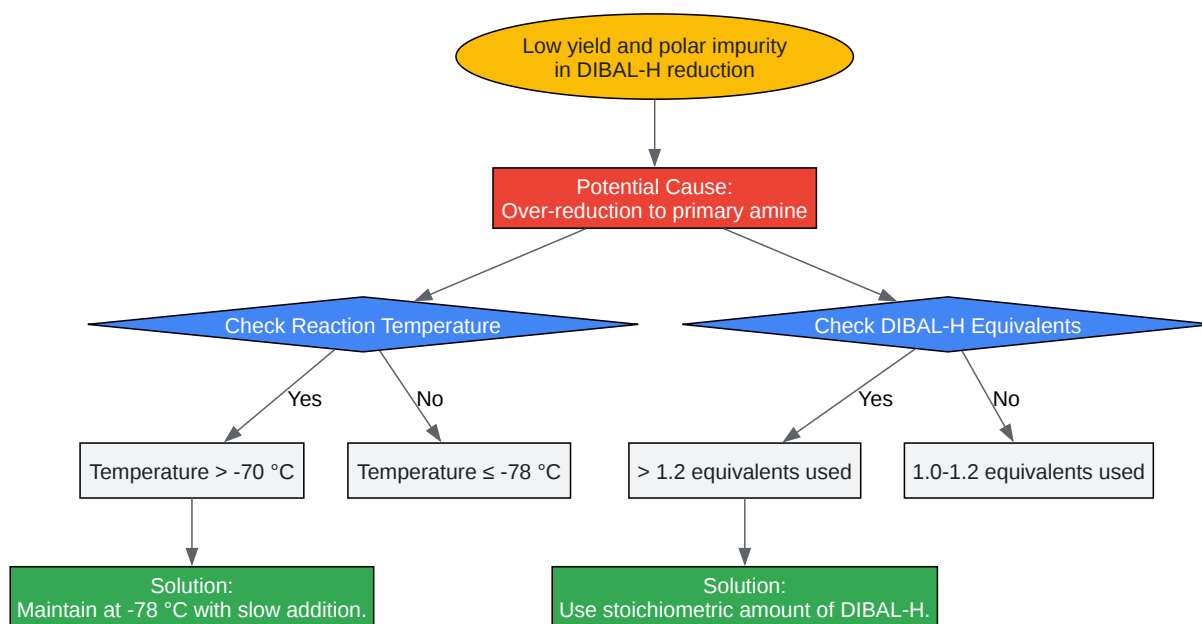 Low yield and polar impurity
in DIBAL-H reduction
Potential Cause:
Over-reduction to primary amine
Check Reaction Temperature
Check DIBAL-H Equivalents
Yes
No
Yes
No
Temperature > -70 °C
Temperature ≤ -78 °C
> 1.2 equivalents used
1.0-1.2 equivalents used
Solution:
Maintain at -78 °C with slow addition.
Solution:
Use stoichiometric amount of DIBAL-H.